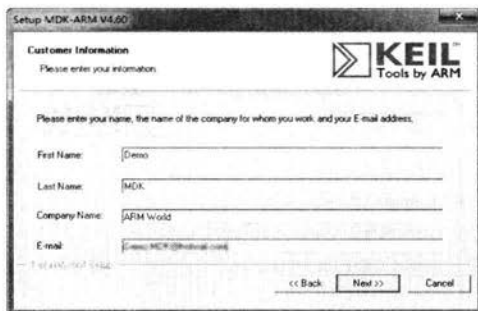 Setup MDK-ARM V4.60
Customer Information
Please enter your information.
KEIL™
Tools by ARM
Please enter your name, the name of the company for whom you work and your E-mail address.
First Name: Demo
Last Name: MDK
Company Name: ARM World
E-mail:
<< Back Next >> Cancel